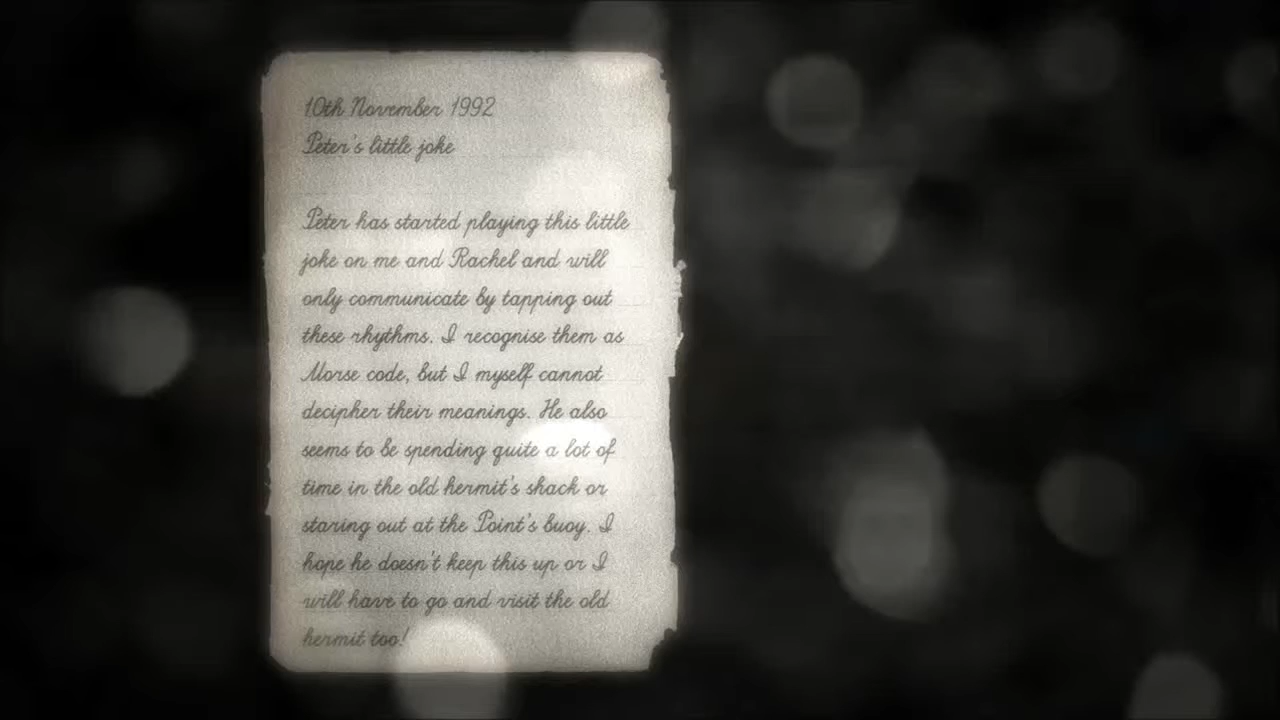 10th November 1992
Peter's little joke
Peter has started playing this little
joke on me and Rachel and will
only communicate by tapping out
these rhythms. I recognise them as
Morse code, but I myself cannot
decipher their meanings. He also
seems to be spending quite a lot of
time in the old hermit's shack or
staring out at the Point's buoy. I
hope he doesn't keep this up or I
will have to go and visit the old
hermit too!